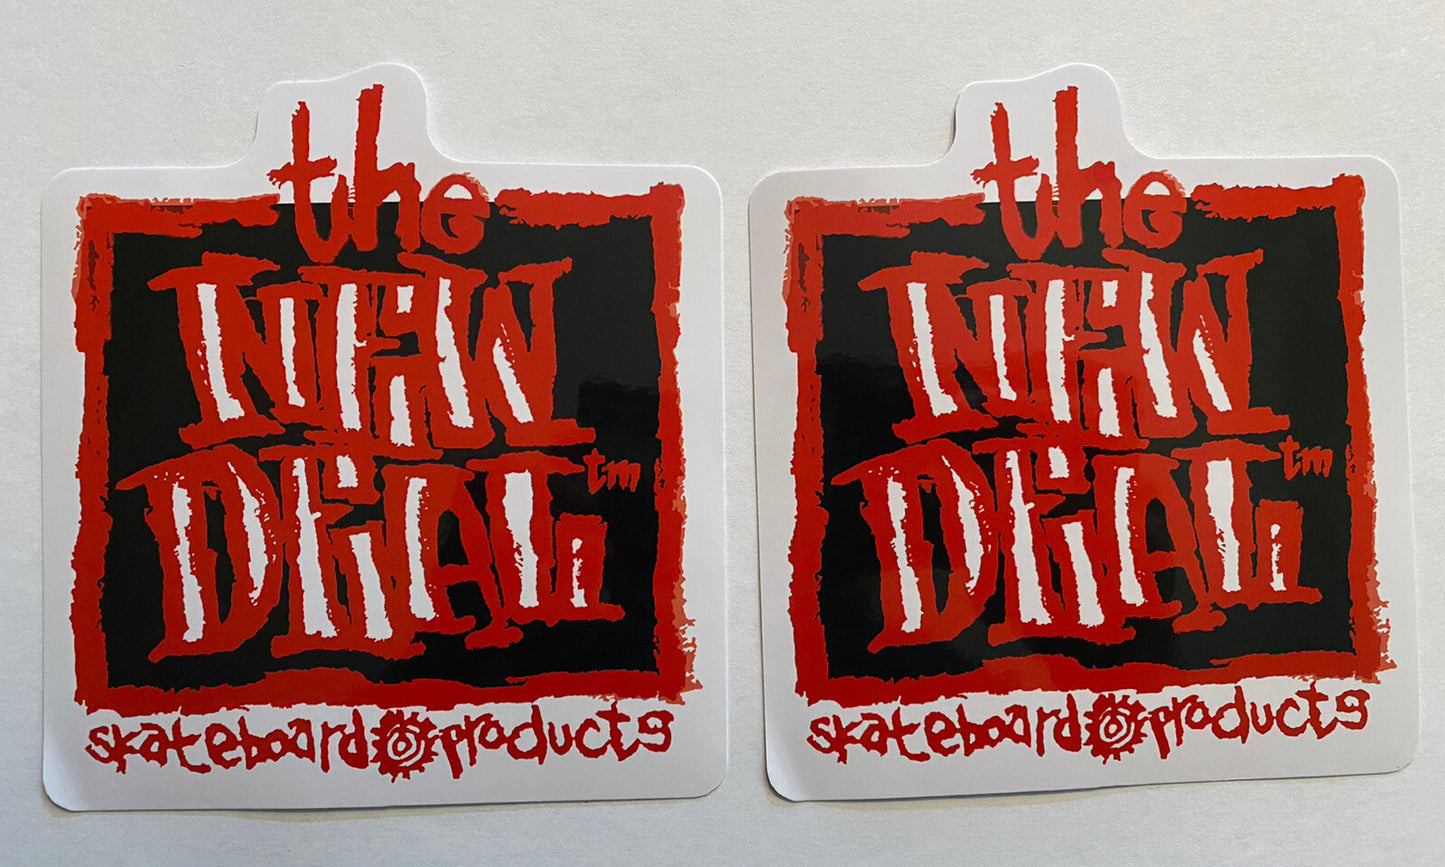 the
NEW
DEAL tm
skateboard products
the
NEW
DEAL tm
skateboard products